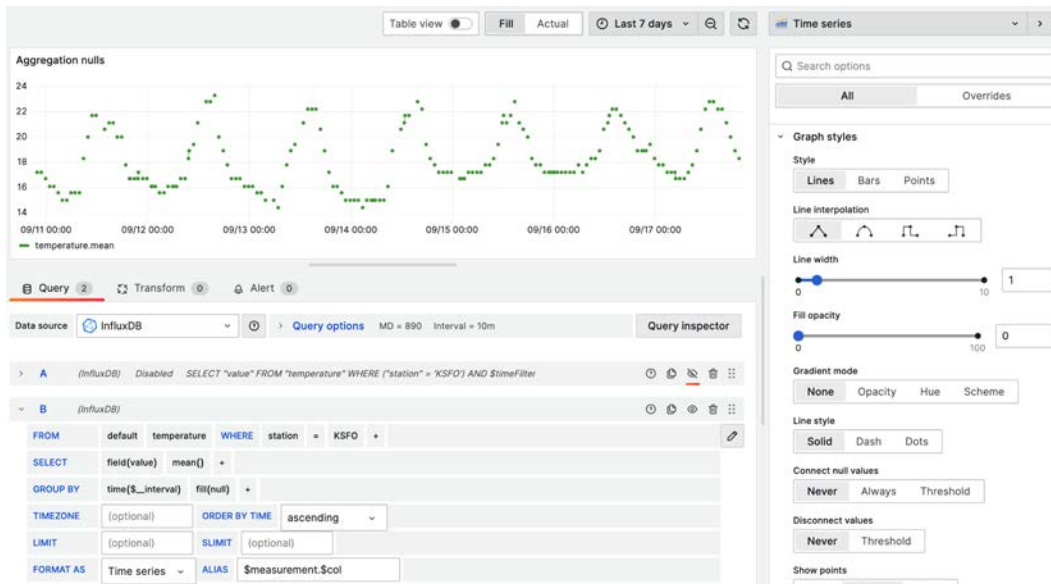 Table view Fill Actual Last 7 days Time series
Aggregation nulls
24
22
20
18
16
14
09/11 00:00 09/12 00:00 09/13 00:00 09/14 00:00 09/15 00:00 09/16 00:00 09/17 00:00
temperature.mean
Query 2 Transform 0 Alert 0
Data source InfluxDB Query options MD = 890 Interval = 10m Query inspector
A (InfluxDB) Disabled SELECT "value" FROM "temperature" WHERE ("station" = 'KSFO') AND $timeFilter
B (InfluxDB)
FROM default temperature WHERE station = KSFO +
SELECT field(value) mean() +
GROUP BY time($__interval) fill(null) +
TIMEZONE (optional) ORDER BY TIME ascending
LIMIT (optional) SLIMIT (optional)
FORMAT AS Time series ALIAS $measurement.$col
Search options
All Overrides
Graph styles
Style
Lines Bars Points
Line interpolation
Line width
0 10 1
Fill opacity
0 100 0
Gradient mode
None Opacity Hue Scheme
Line style
Solid Dash Dots
Connect null values
Never Always Threshold
Disconnect values
Never Threshold
Show points